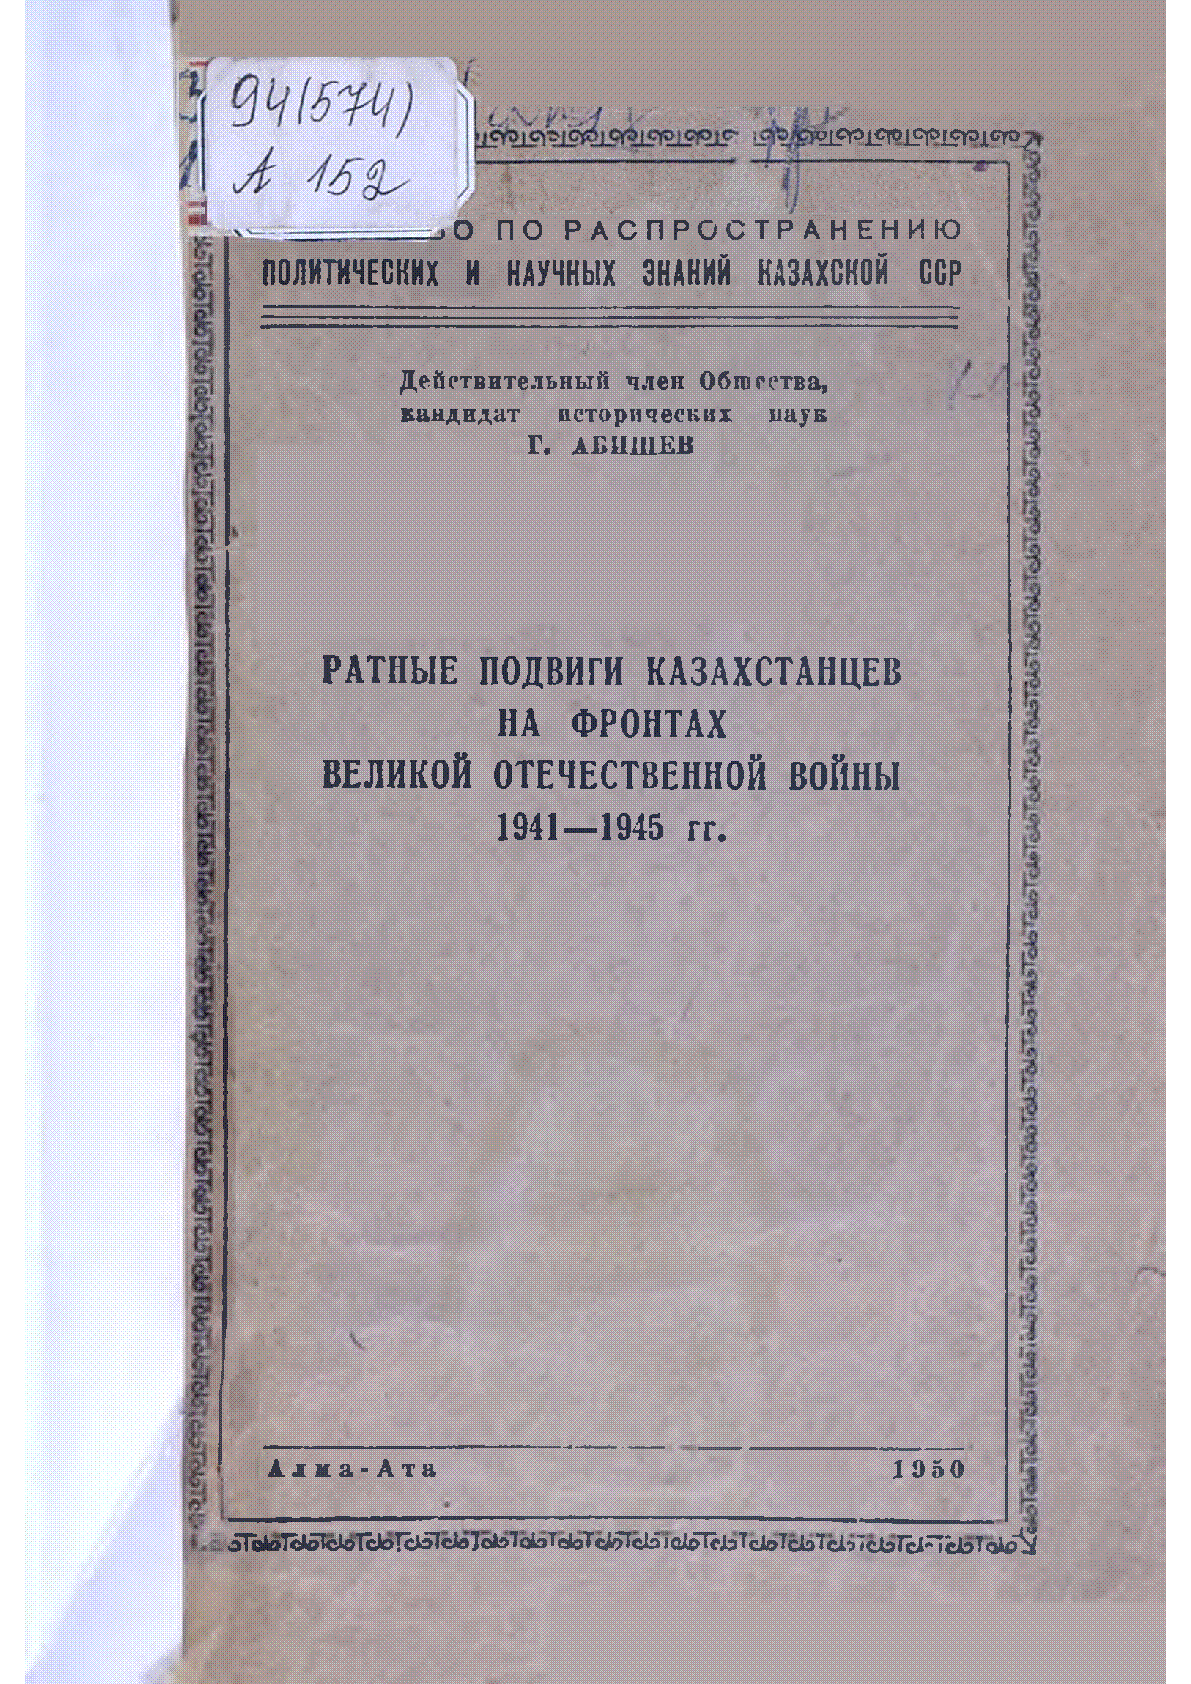 94(574)
А 152
ВО ПО РАСПРОСТРАНЕНИЮ
ПОЛИТИЧЕСКИХ И НАУЧНЫХ ЗНАНИЙ КАЗАХСКОЙ ССР
Действительный член Общества,
кандидат исторических наук
Г. АБИШЕВ
РАТНЫЕ ПОДВИГИ КАЗАХСТАНЦЕВ
НА ФРОНТАХ
ВЕЛИКОЙ ОТЕЧЕСТВЕННОЙ ВОЙНЫ
1941—1945 гг.
Алма-Ата 1950